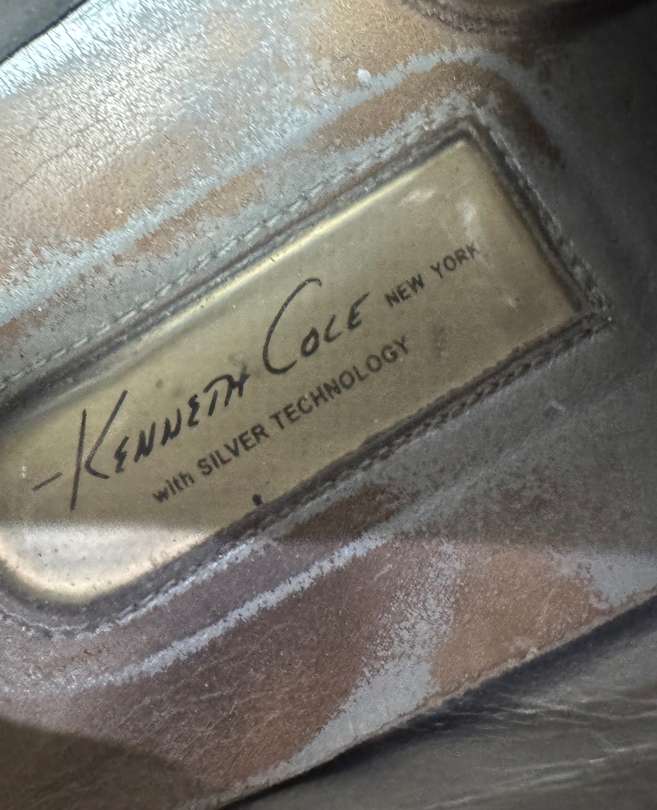 Kenneth Cole NEW YORK
with SILVER TECHNOLOGY